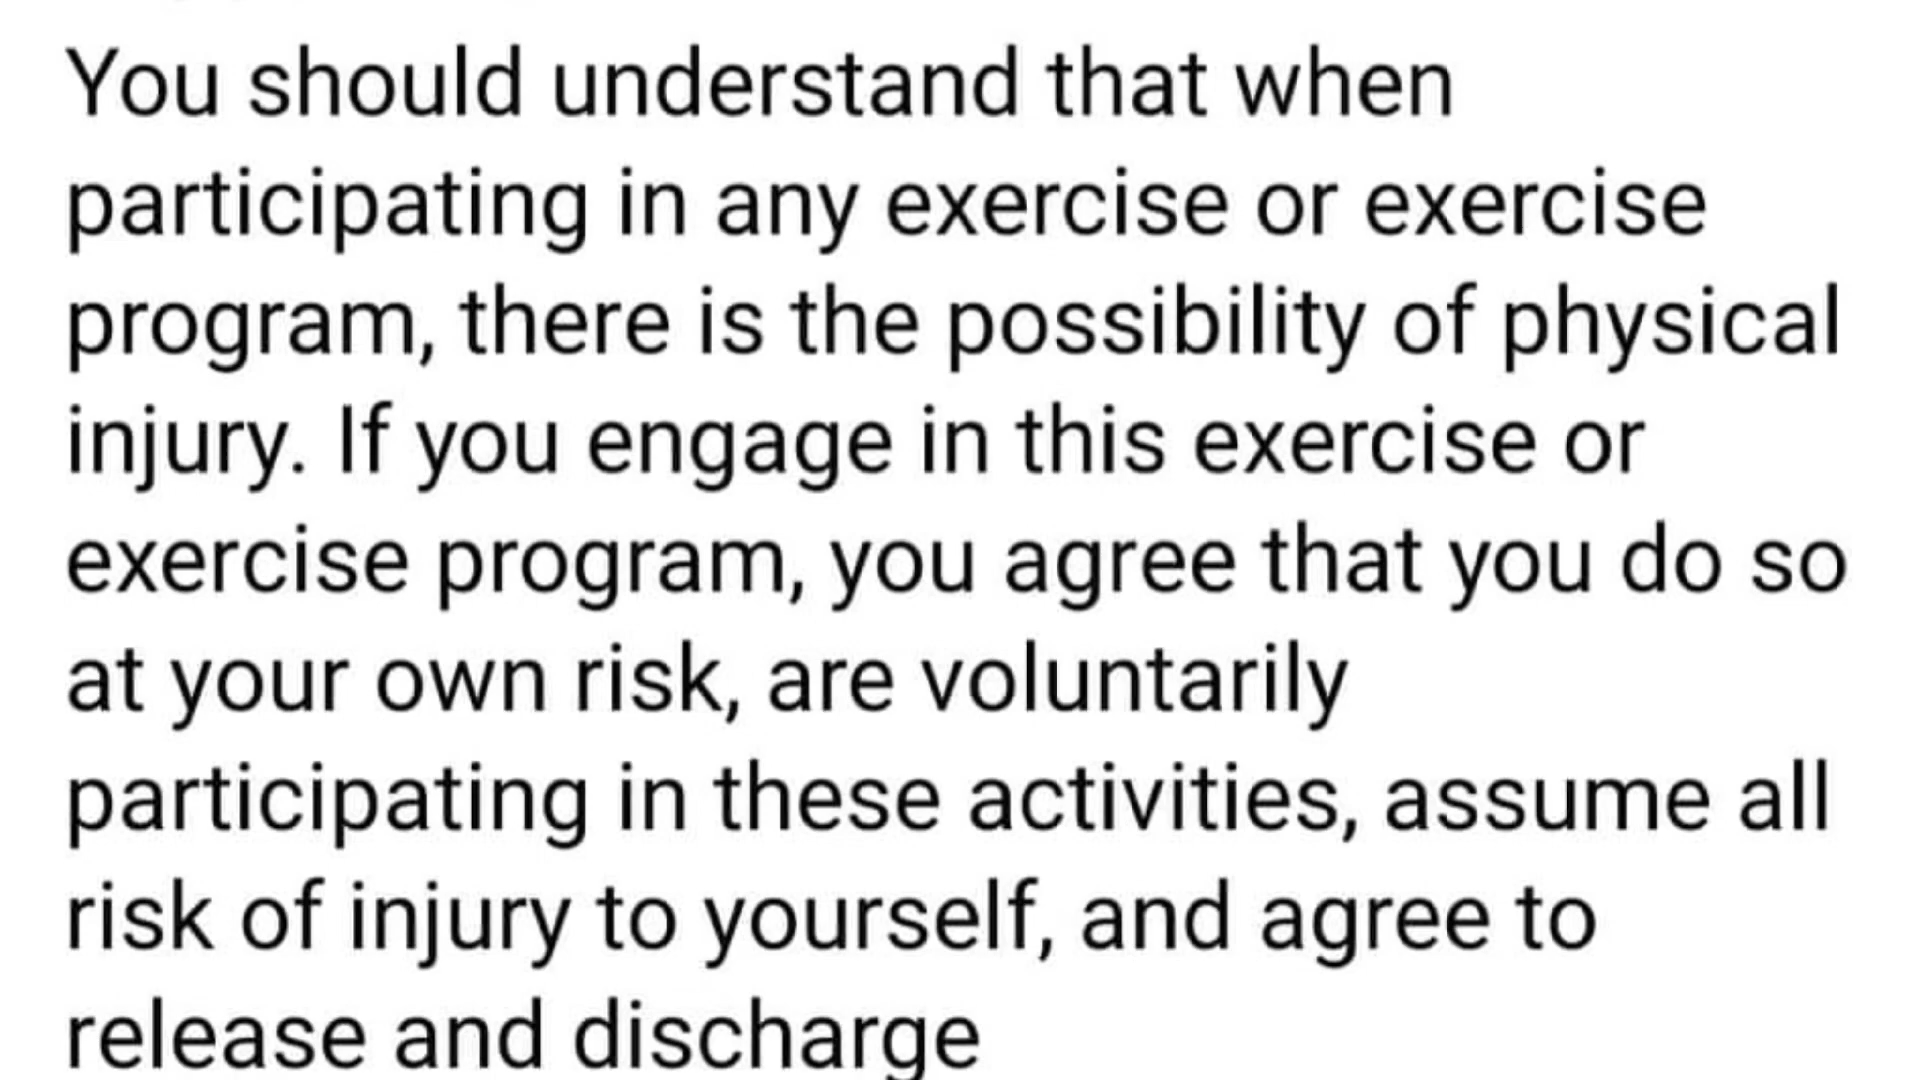 You should understand that when
participating in any exercise or exercise
program, there is the possibility of physical
injury. If you engage in this exercise or
exercise program, you agree that you do so
at your own risk, are voluntarily
participating in these activities, assume all
risk of injury to yourself, and agree to
release and discharge